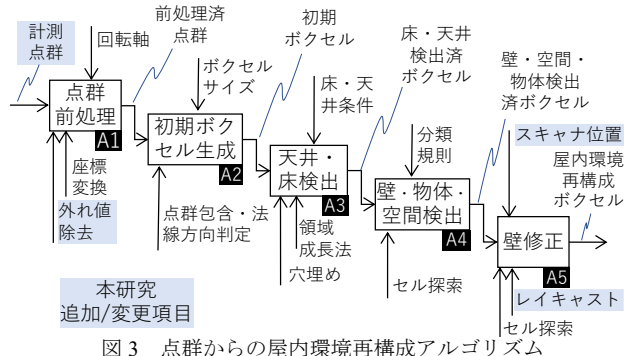 計測
点群
回転軸
前処理済
点群
点群
前処理
A1
座標
変換
外れ値
除去
ボクセル
サイズ
初期
ボクセル
初期ボク
セル生成
A2
点群包含・法
線方向判定
床・天
井条件
床・天井
検出済
ボクセル
天井・
床検出
A3
領域
成長法
穴埋め
分類
規則
壁・空間・
物体検出
済ボクセル
壁・物体・
空間検出
A4
セル探索
スキャナ位置
屋内環境
再構成
ボクセル
壁修正
A5
レイキャスト
セル探索
本研究
追加/変更項目
図 3　点群からの屋内環境再構成アルゴリズム